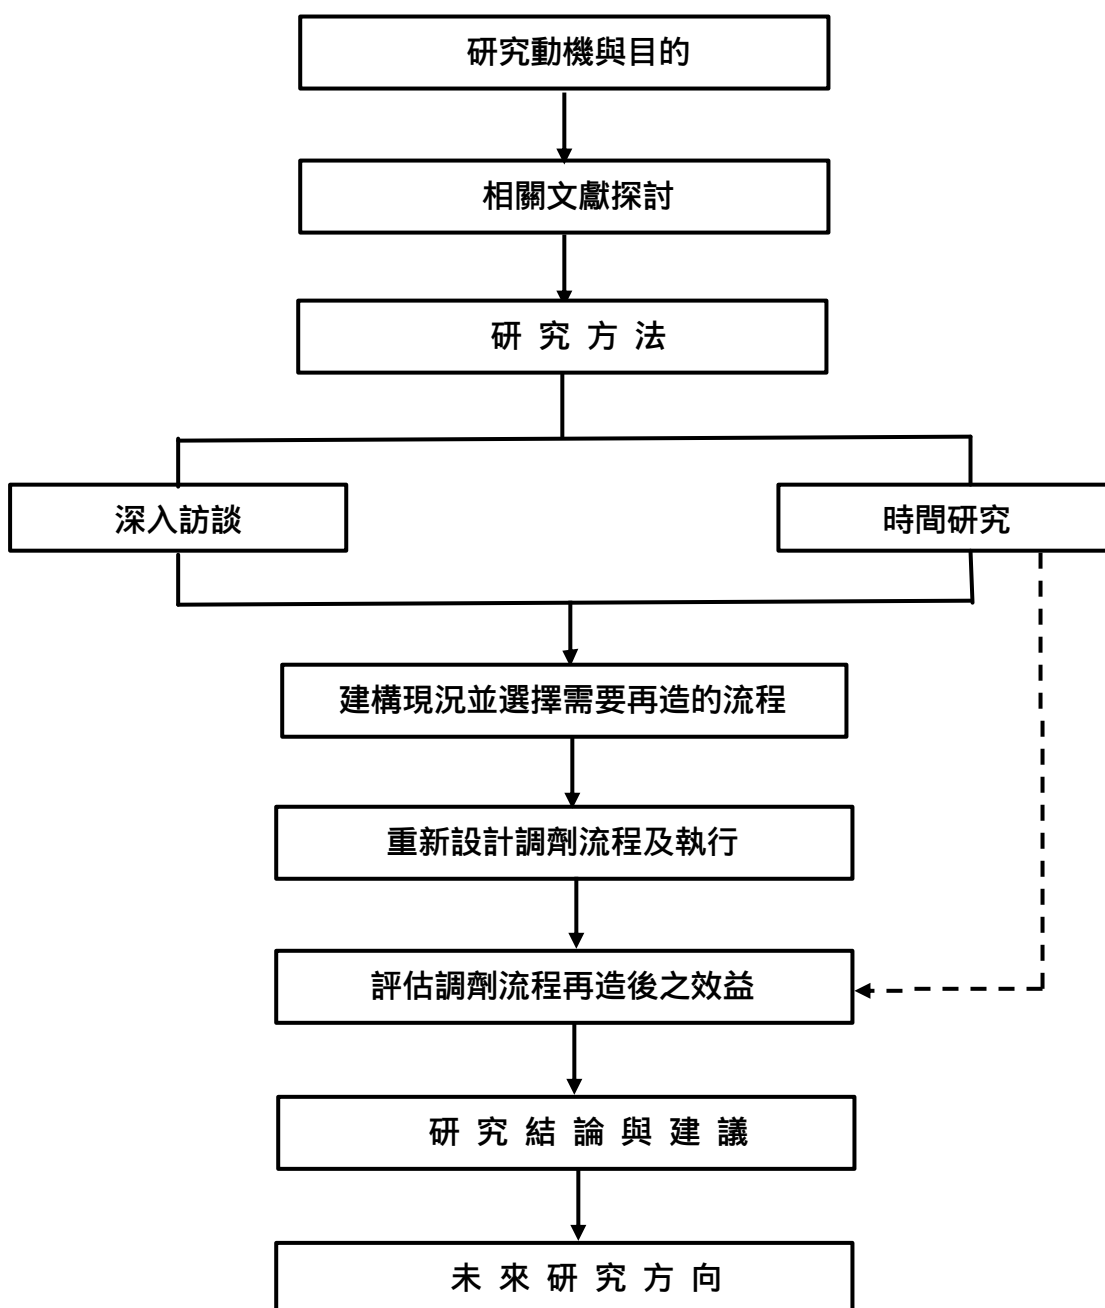 研究動機與目的
相關文獻探討
研究方法
深入訪談
時間研究
建構現況並選擇需要再造的流程
重新設計調劑流程及執行
評估調劑流程再造後之效益
研究結論與建議
未來研究方向